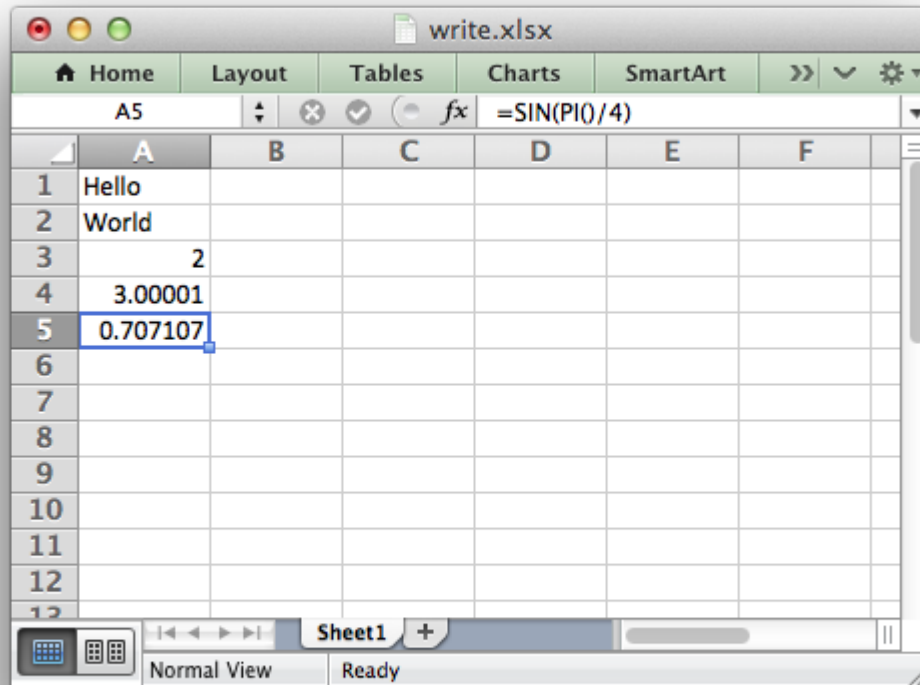 write.xlsx
Home Layout Tables Charts SmartArt
A5 fx =SIN(PI()/4)
A B C D E F
1 Hello
2 World
3 2
4 3.00001
5 0.707107
6
7
8
9
10
11
12
13
Sheet1
Normal View Ready